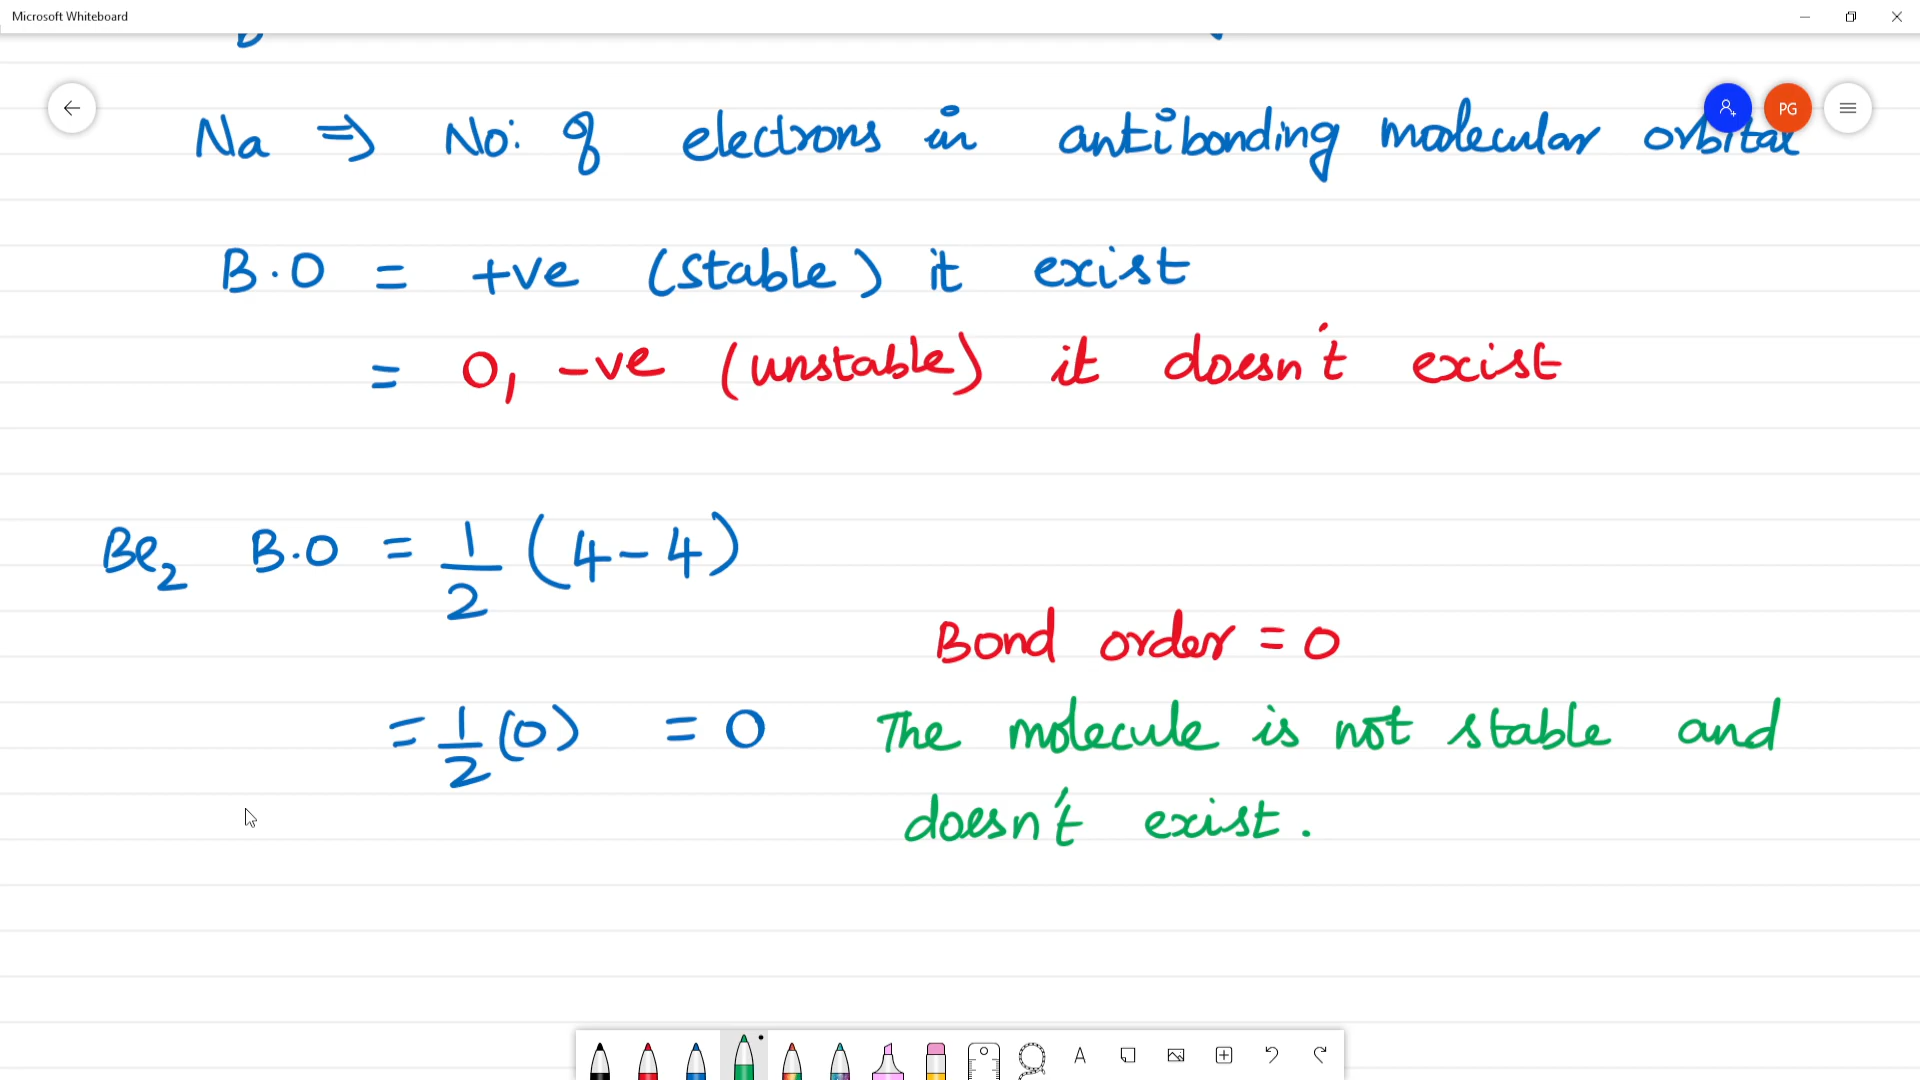 Microsoft Whiteboard
Na ⇒ No: of electrons in antibonding molecular orbital
PG
B.O = +ve (stable) it exist
= 0, -ve (unstable) it doesn't exist
Be₂ B.O = 1/2 (4-4)
Bond order = 0
= 1/2 (0) = 0 The molecule is not stable and
doesn't exist.
A